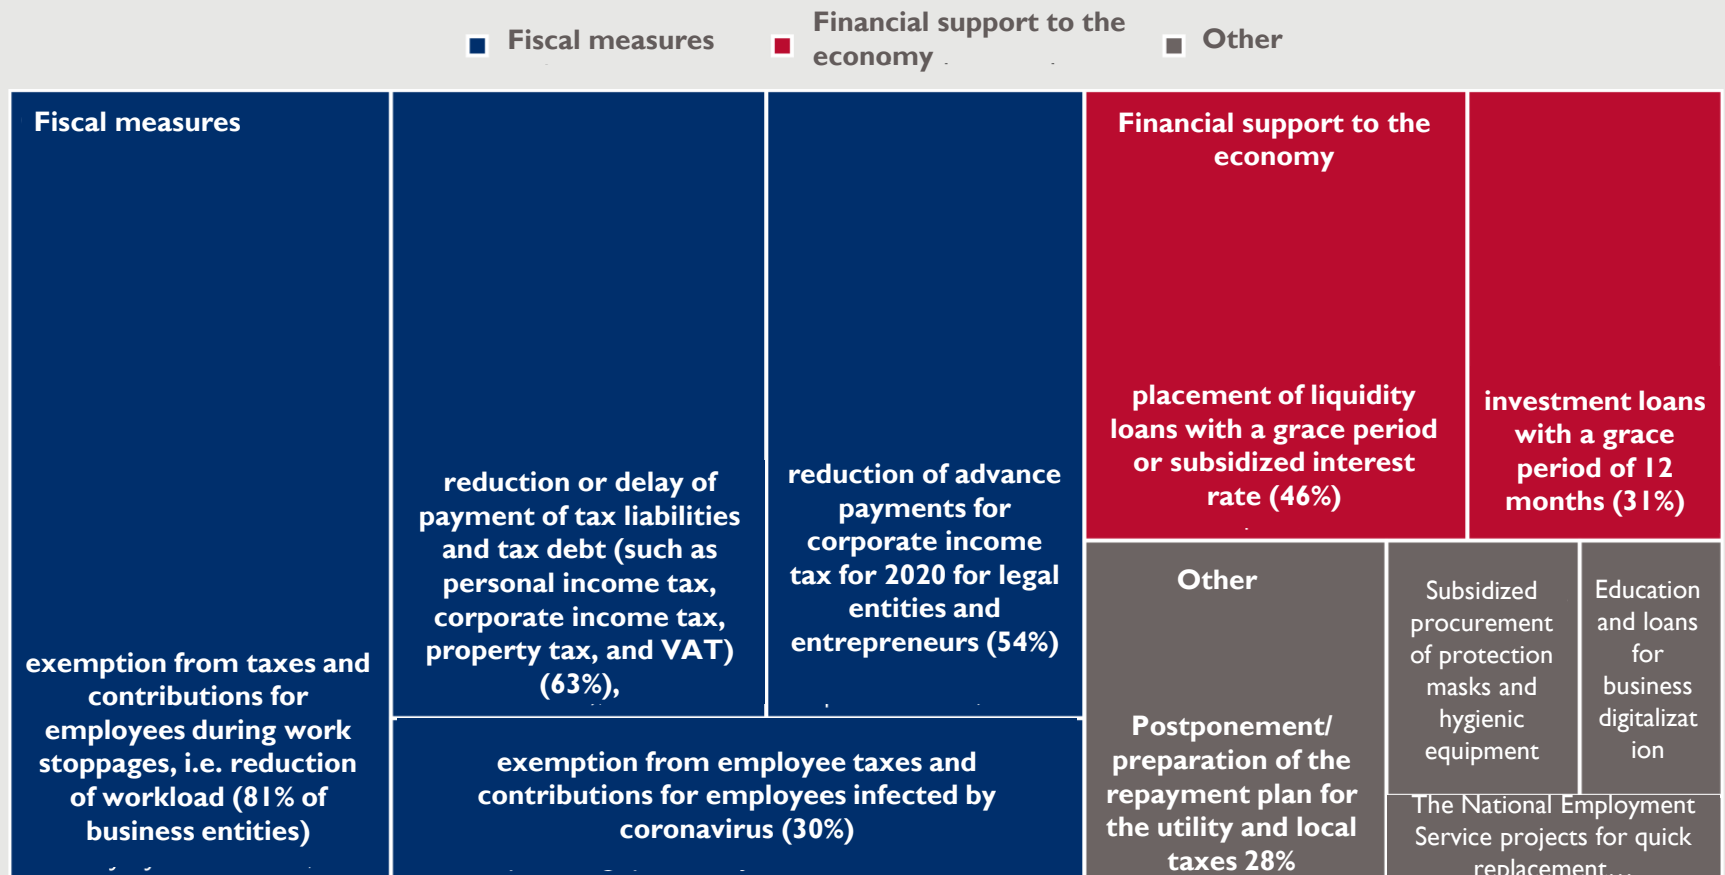 Fiscal measures
Financial support to the
economy
Other
Fiscal measures
exemption from taxes and
contributions for
employees during work
stoppages, i.e. reduction
of workload (81% of
business entities)
reduction or delay of
payment of tax liabilities
and tax debt (such as
personal income tax,
corporate income tax,
property tax, and VAT)
(63%),
reduction of advance
payments for
corporate income
tax for 2020 for legal
entities and
entrepreneurs (54%)
exemption from employee taxes and
contributions for employees infected by
coronavirus (30%)
Financial support to the
economy
placement of liquidity
loans with a grace period
or subsidized interest
rate (46%)
investment loans
with a grace
period of 12
months (31%)
Other
Postponement/
preparation of the
repayment plan for
the utility and local
taxes 28%
Subsidized
procurement
of protection
masks and
hygienic
equipment
Education
and loans
for
business
digitalizat
ion
The National Employment
Service projects for quick
replacement…